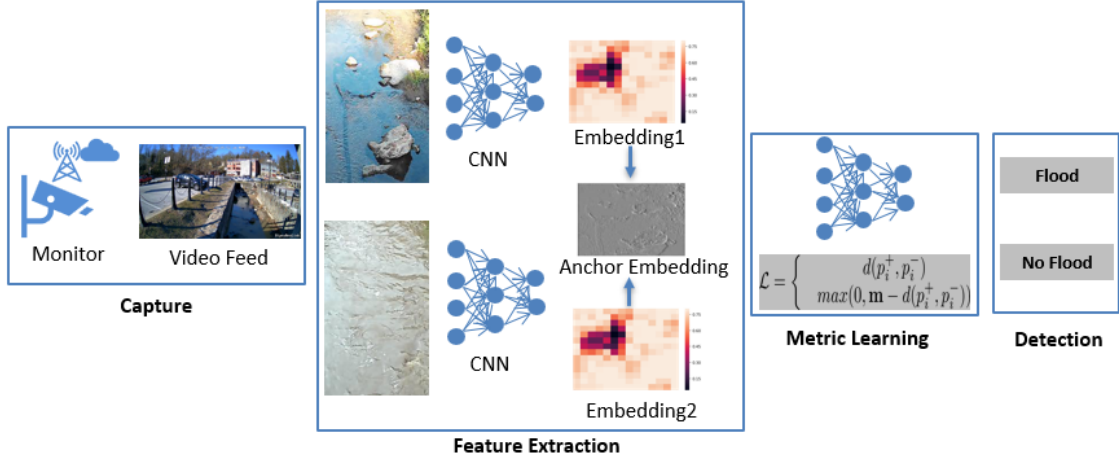 Monitor
Video Feed
Capture
CNN
Embedding1
Anchor Embedding
CNN
Embedding2
Feature Extraction
ℒ = { d(p_i^+, p_i^-)
max(0, m − d(p_i^+, p_i^-))
Metric Learning
Flood
No Flood
Detection